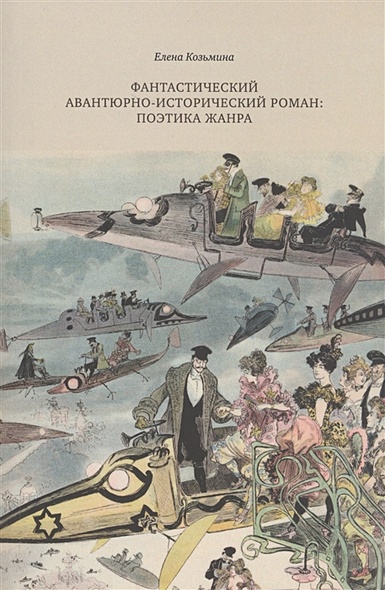 Елена Козьмина
ФАНТАСТИЧЕСКИЙ
АВАНТЮРНО-ИСТОРИЧЕСКИЙ РОМАН:
ПОЭТИКА ЖАНРА